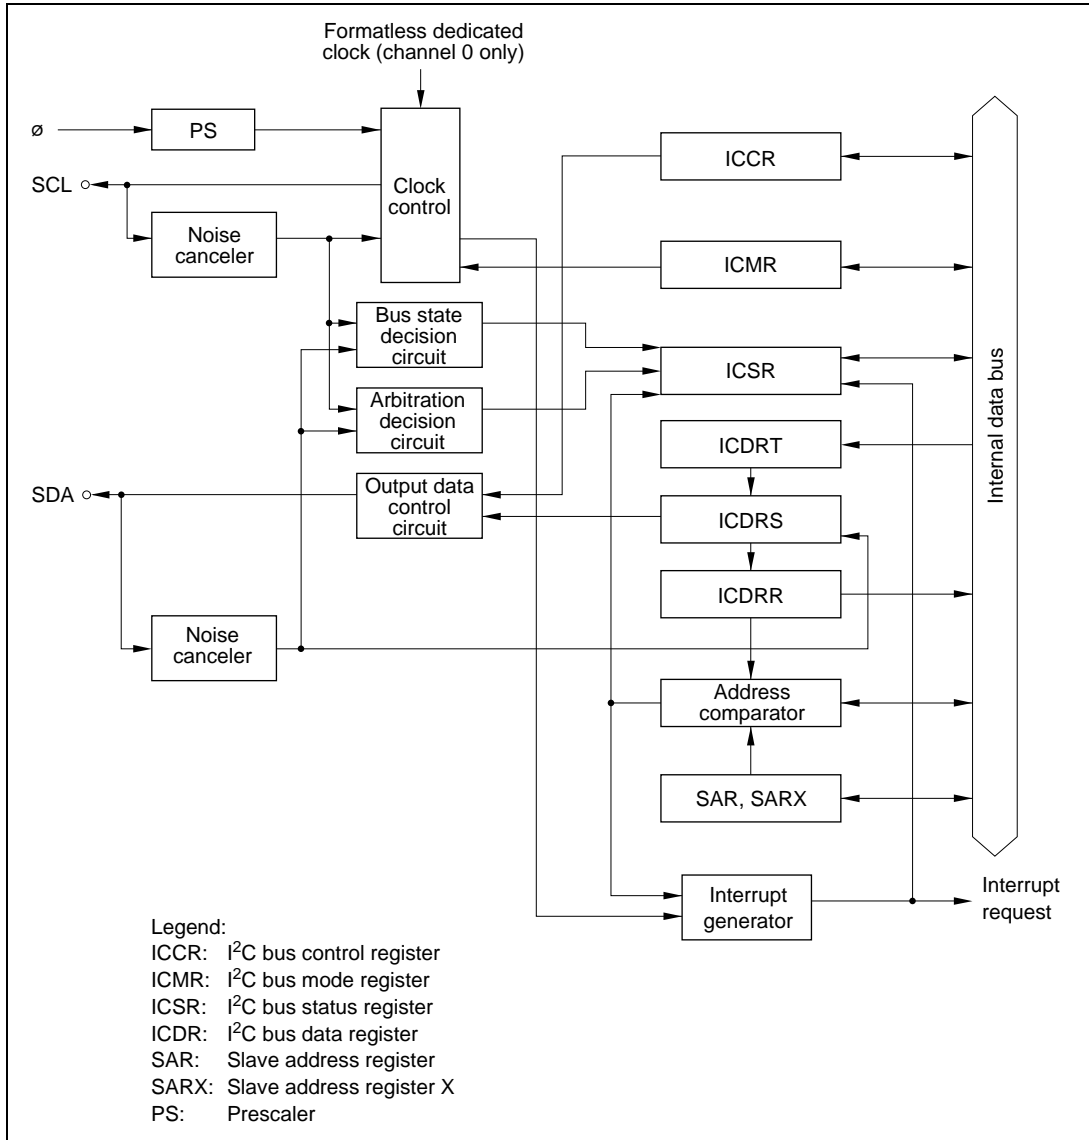 Formatless dedicated
clock (channel 0 only)
ø
PS
SCL
Clock
control
Noise
canceler
ICCR
ICMR
Bus state
decision
circuit
ICSR
Arbitration
decision
circuit
ICDRT
SDA
Output data
control
circuit
ICDRS
ICDRR
Noise
canceler
Address
comparator
SAR, SARX
Internal data bus
Interrupt
generator
Interrupt
request
Legend:
ICCR: I²C bus control register
ICMR: I²C bus mode register
ICSR: I²C bus status register
ICDR: I²C bus data register
SAR: Slave address register
SARX: Slave address register X
PS: Prescaler